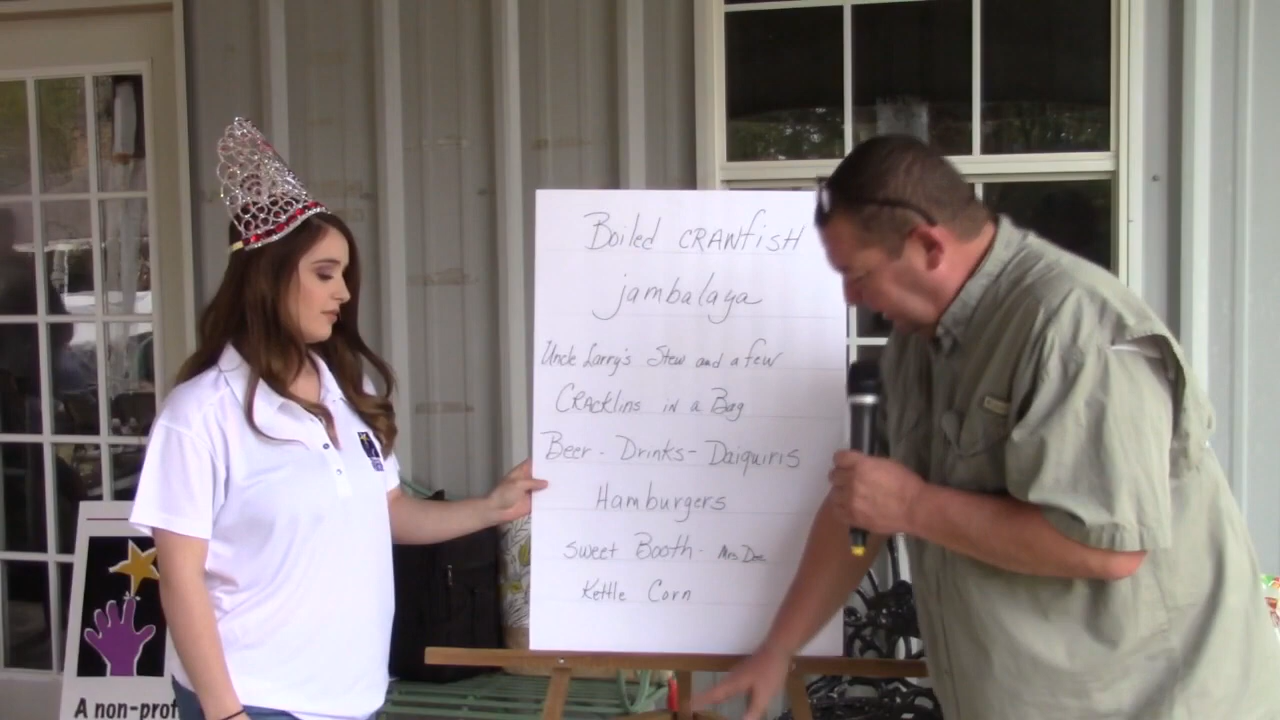 Boiled CRAWfisH
jambalaya
Uncle Larry's Stew and a few
CRAcklins in a Bag
Beer - Drinks - Daiquiris
Hamburgers
Sweet Booth - Mrs Dee
Kettle Corn
A non-prof